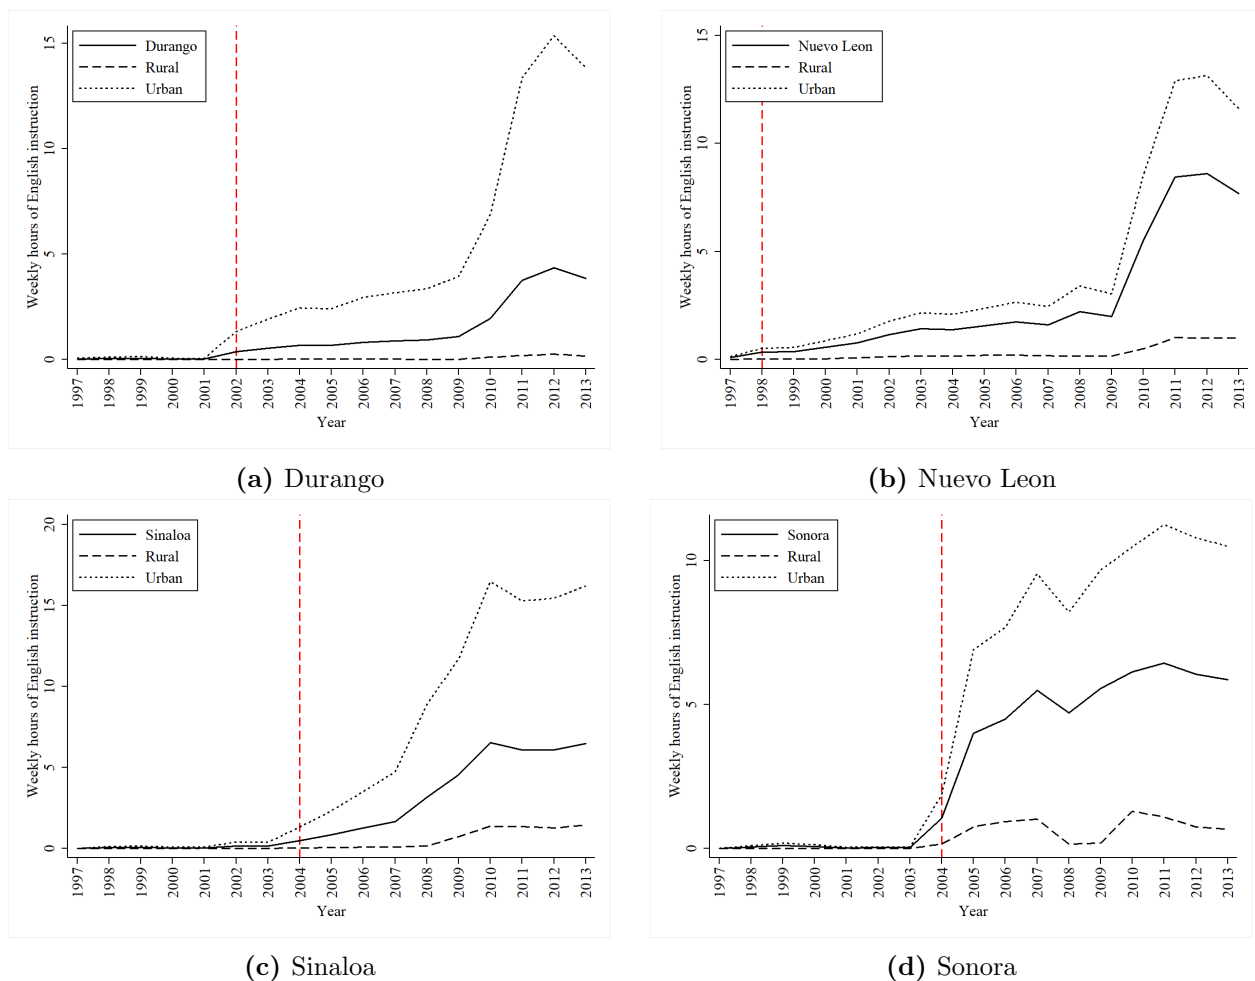 Durango
Rural
Urban
Weekly hours of English instruction
0 5 10 15
1997 1998 1999 2000 2001 2002 2003 2004 2005 2006 2007 2008 2009 2010 2011 2012 2013
Year
(a) Durango
Nuevo Leon
Rural
Urban
Weekly hours of English instruction
0 5 10 15
1997 1998 1999 2000 2001 2002 2003 2004 2005 2006 2007 2008 2009 2010 2011 2012 2013
Year
(b) Nuevo Leon
Sinaloa
Rural
Urban
Weekly hours of English instruction
0 5 10 15 20
1997 1998 1999 2000 2001 2002 2003 2004 2005 2006 2007 2008 2009 2010 2011 2012 2013
Year
(c) Sinaloa
Sonora
Rural
Urban
Weekly hours of English instruction
0 5 10
1997 1998 1999 2000 2001 2002 2003 2004 2005 2006 2007 2008 2009 2010 2011 2012 2013
Year
(d) Sonora